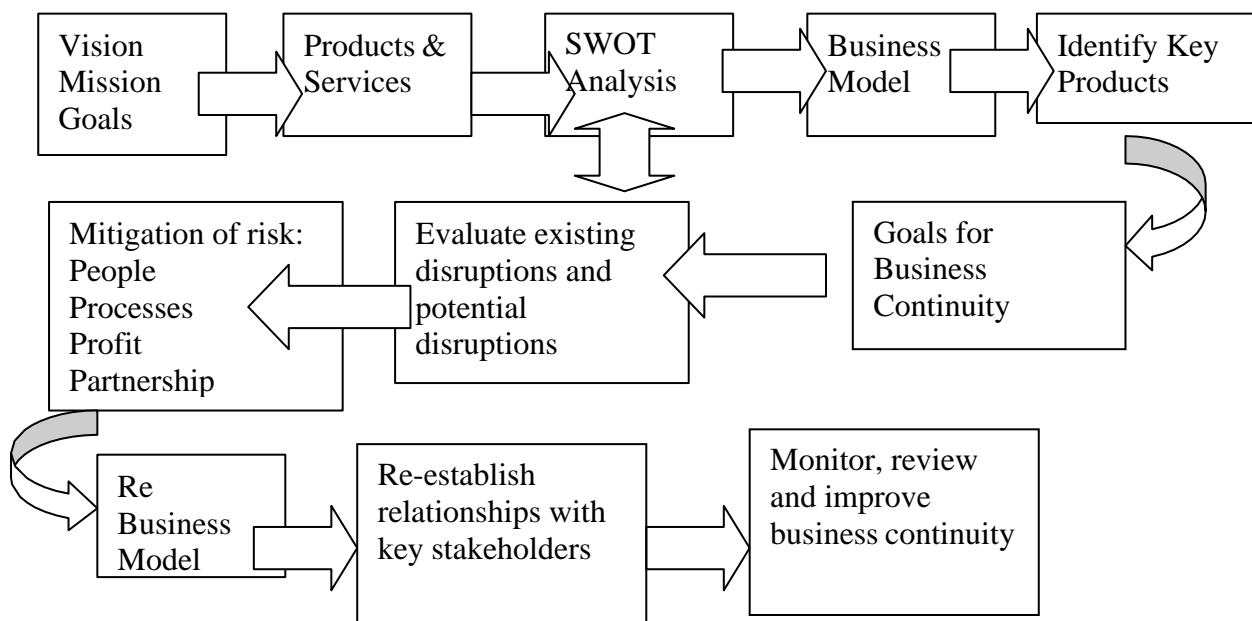 Vision
Mission
Goals
Products &
Services
SWOT
Analysis
Business
Model
Identify Key
Products
Goals for
Business
Continuity
Evaluate existing
disruptions and
potential
disruptions
Mitigation of risk:
People
Processes
Profit
Partnership
Re
Business
Model
Re-establish
relationships with
key stakeholders
Monitor, review
and improve
business continuity